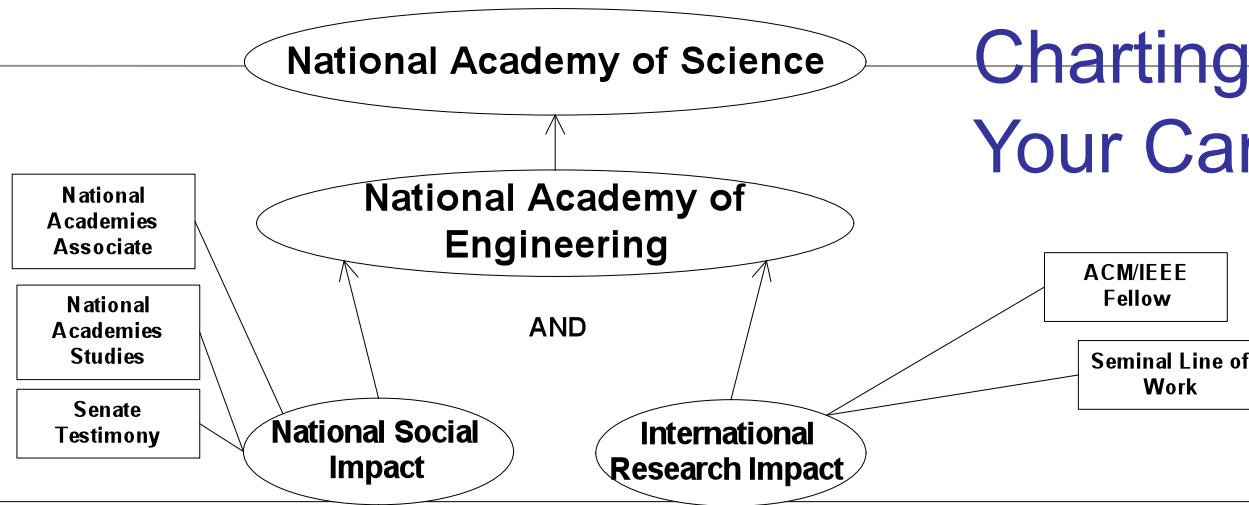 National Academy of Science
Charting
Your Car
National
Academies
Associate
National Academy of
Engineering
ACM/IEEE
Fellow
National
Academies
Studies
AND
Seminal Line of
Work
Senate
Testimony
National Social
Impact
International
Research Impact